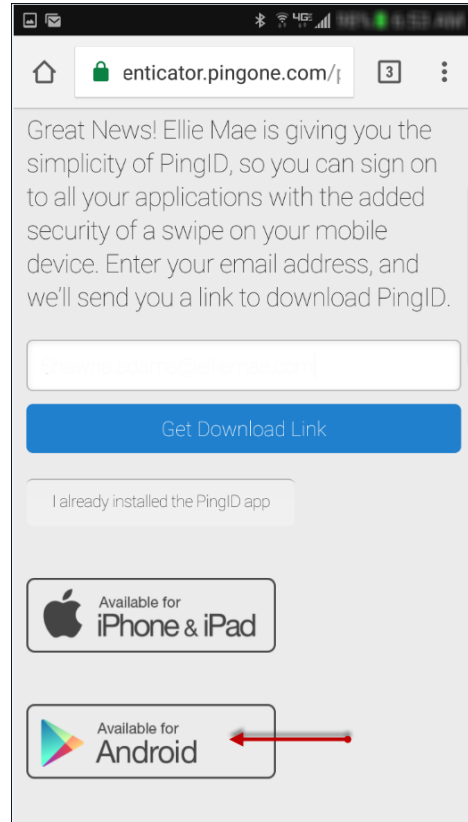 4G
enticator.pingone.com/p
3
Great News! Ellie Mae is giving you the
simplicity of PingID, so you can sign on
to all your applications with the added
security of a swipe on your mobile
device. Enter your email address, and
we'll send you a link to download PingID.
Get Download Link
I already installed the PingID app
Available for
iPhone & iPad
Available for
Android